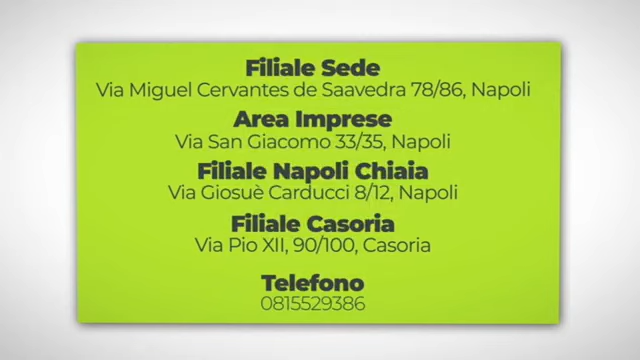 Filiale Sede
Via Miguel Cervantes de Saavedra 78/86, Napoli
Area Imprese
Via San Giacomo 33/35, Napoli
Filiale Napoli Chiaia
Via Giosuè Carducci 8/12, Napoli
Filiale Casoria
Via Pio XII, 90/100, Casoria
Telefono
0815529386